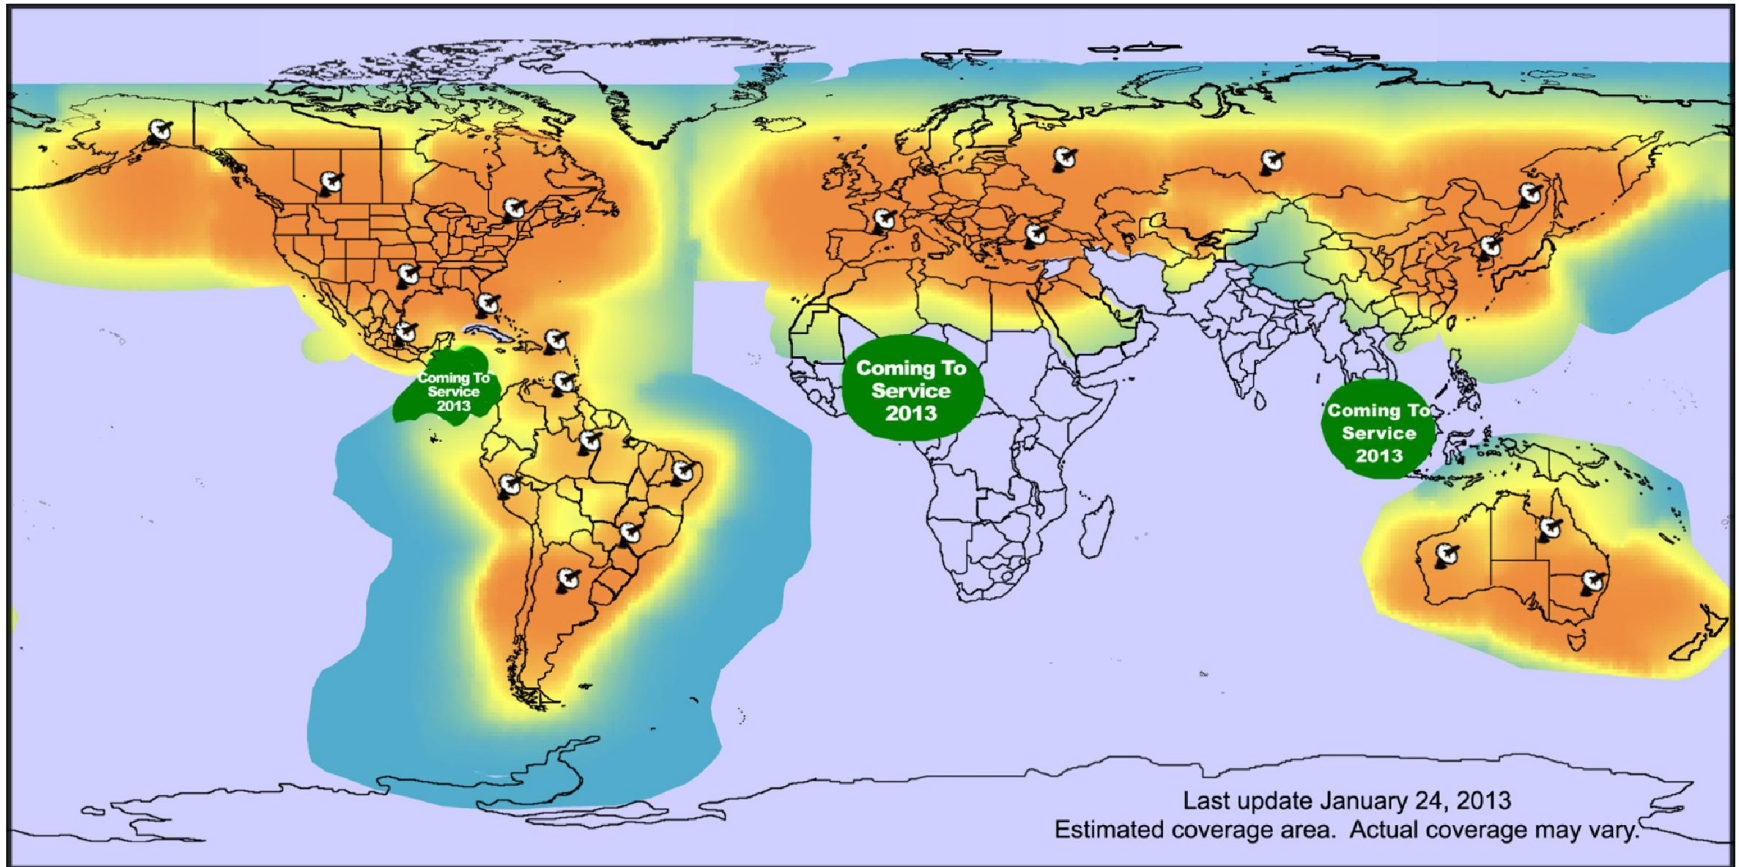 Coming To
Service
2013
Coming To
Service
2013
Coming To
Service
2013
Last update January 24, 2013
Estimated coverage area.  Actual coverage may vary.